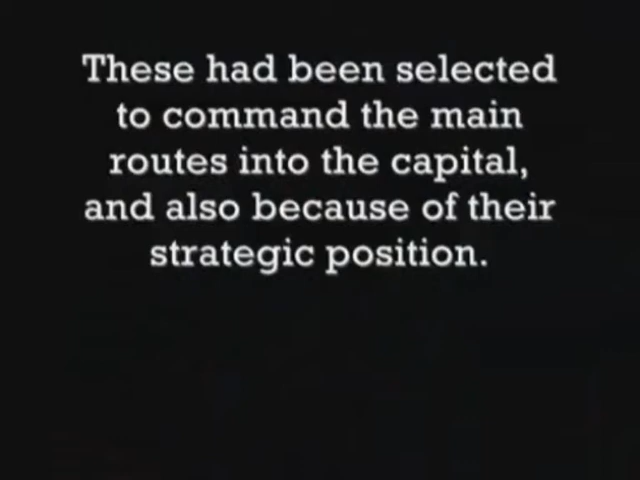 These had been selected
to command the main
routes into the capital,
and also because of their
strategic position.